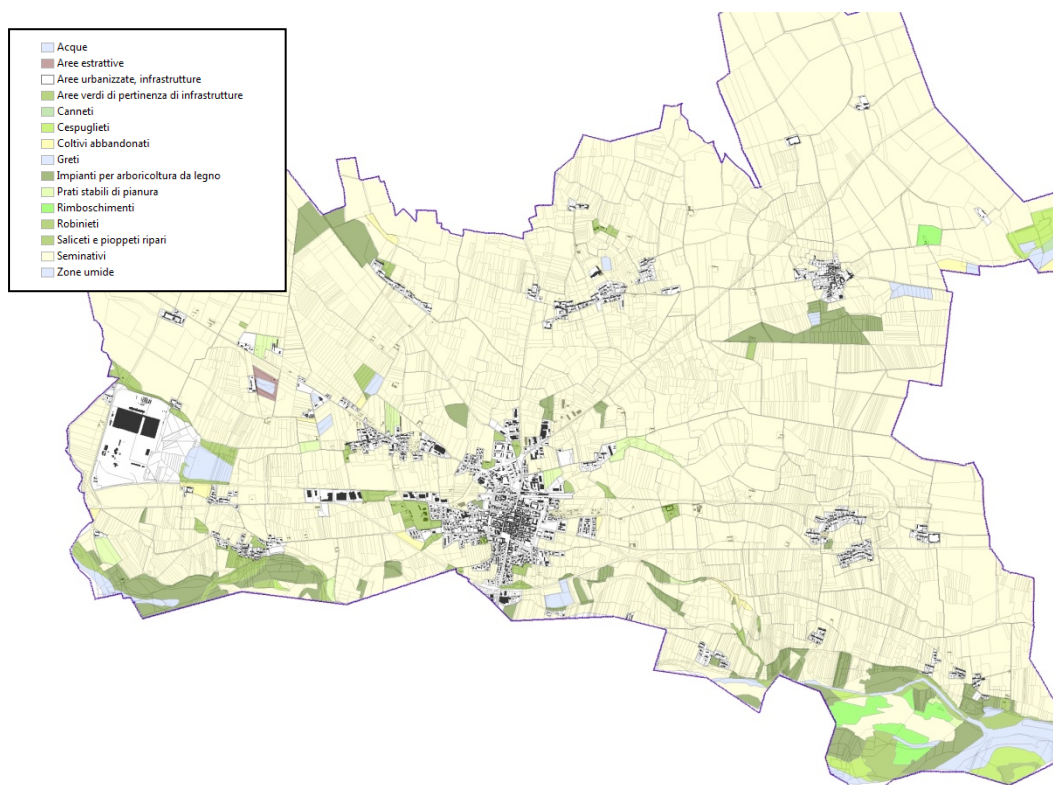 Acque
Aree estrattive
Aree urbanizzate, infrastrutture
Aree verdi di pertinenza di infrastrutture
Canneti
Cespuglieti
Coltivi abbandonati
Greti
Impianti per arboricoltura da legno
Prati stabili di pianura
Rimboschimenti
Robinieti
Saliceti e pioppeti ripari
Seminativi
Zone umide